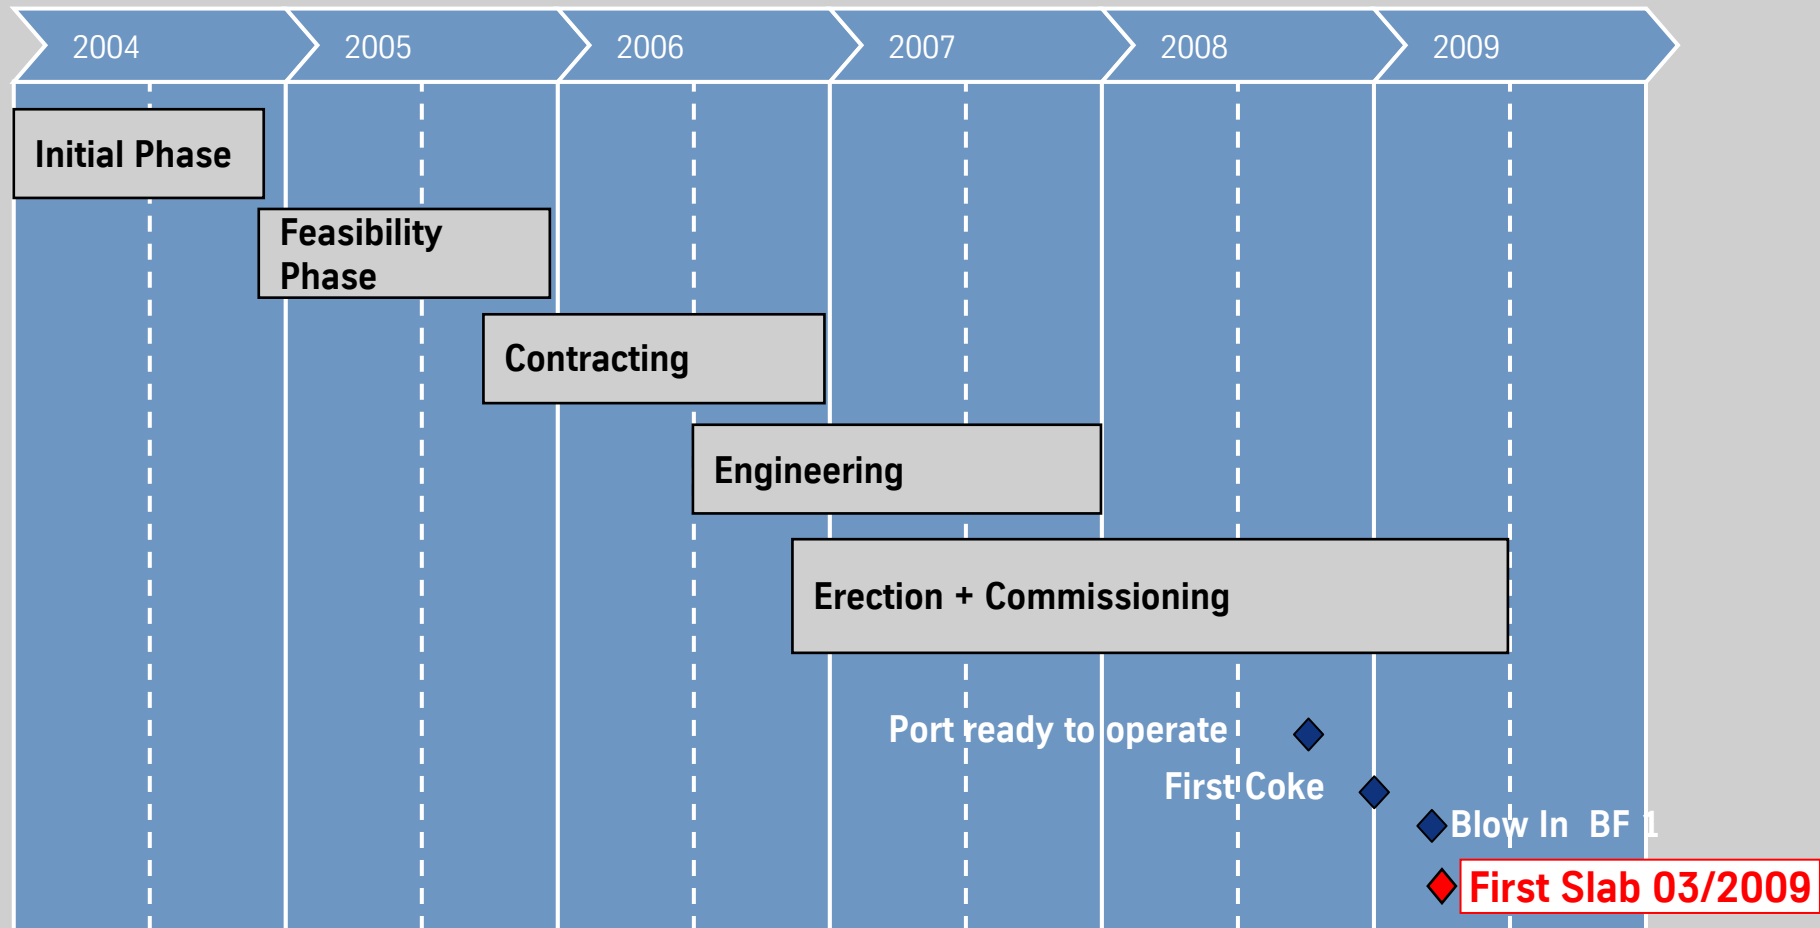 2004 2005 2006 2007 2008 2009
Initial Phase
Feasibility
Phase
Contracting
Engineering
Erection + Commissioning
Port ready to operate
First Coke
Blow In BF 1
First Slab 03/2009